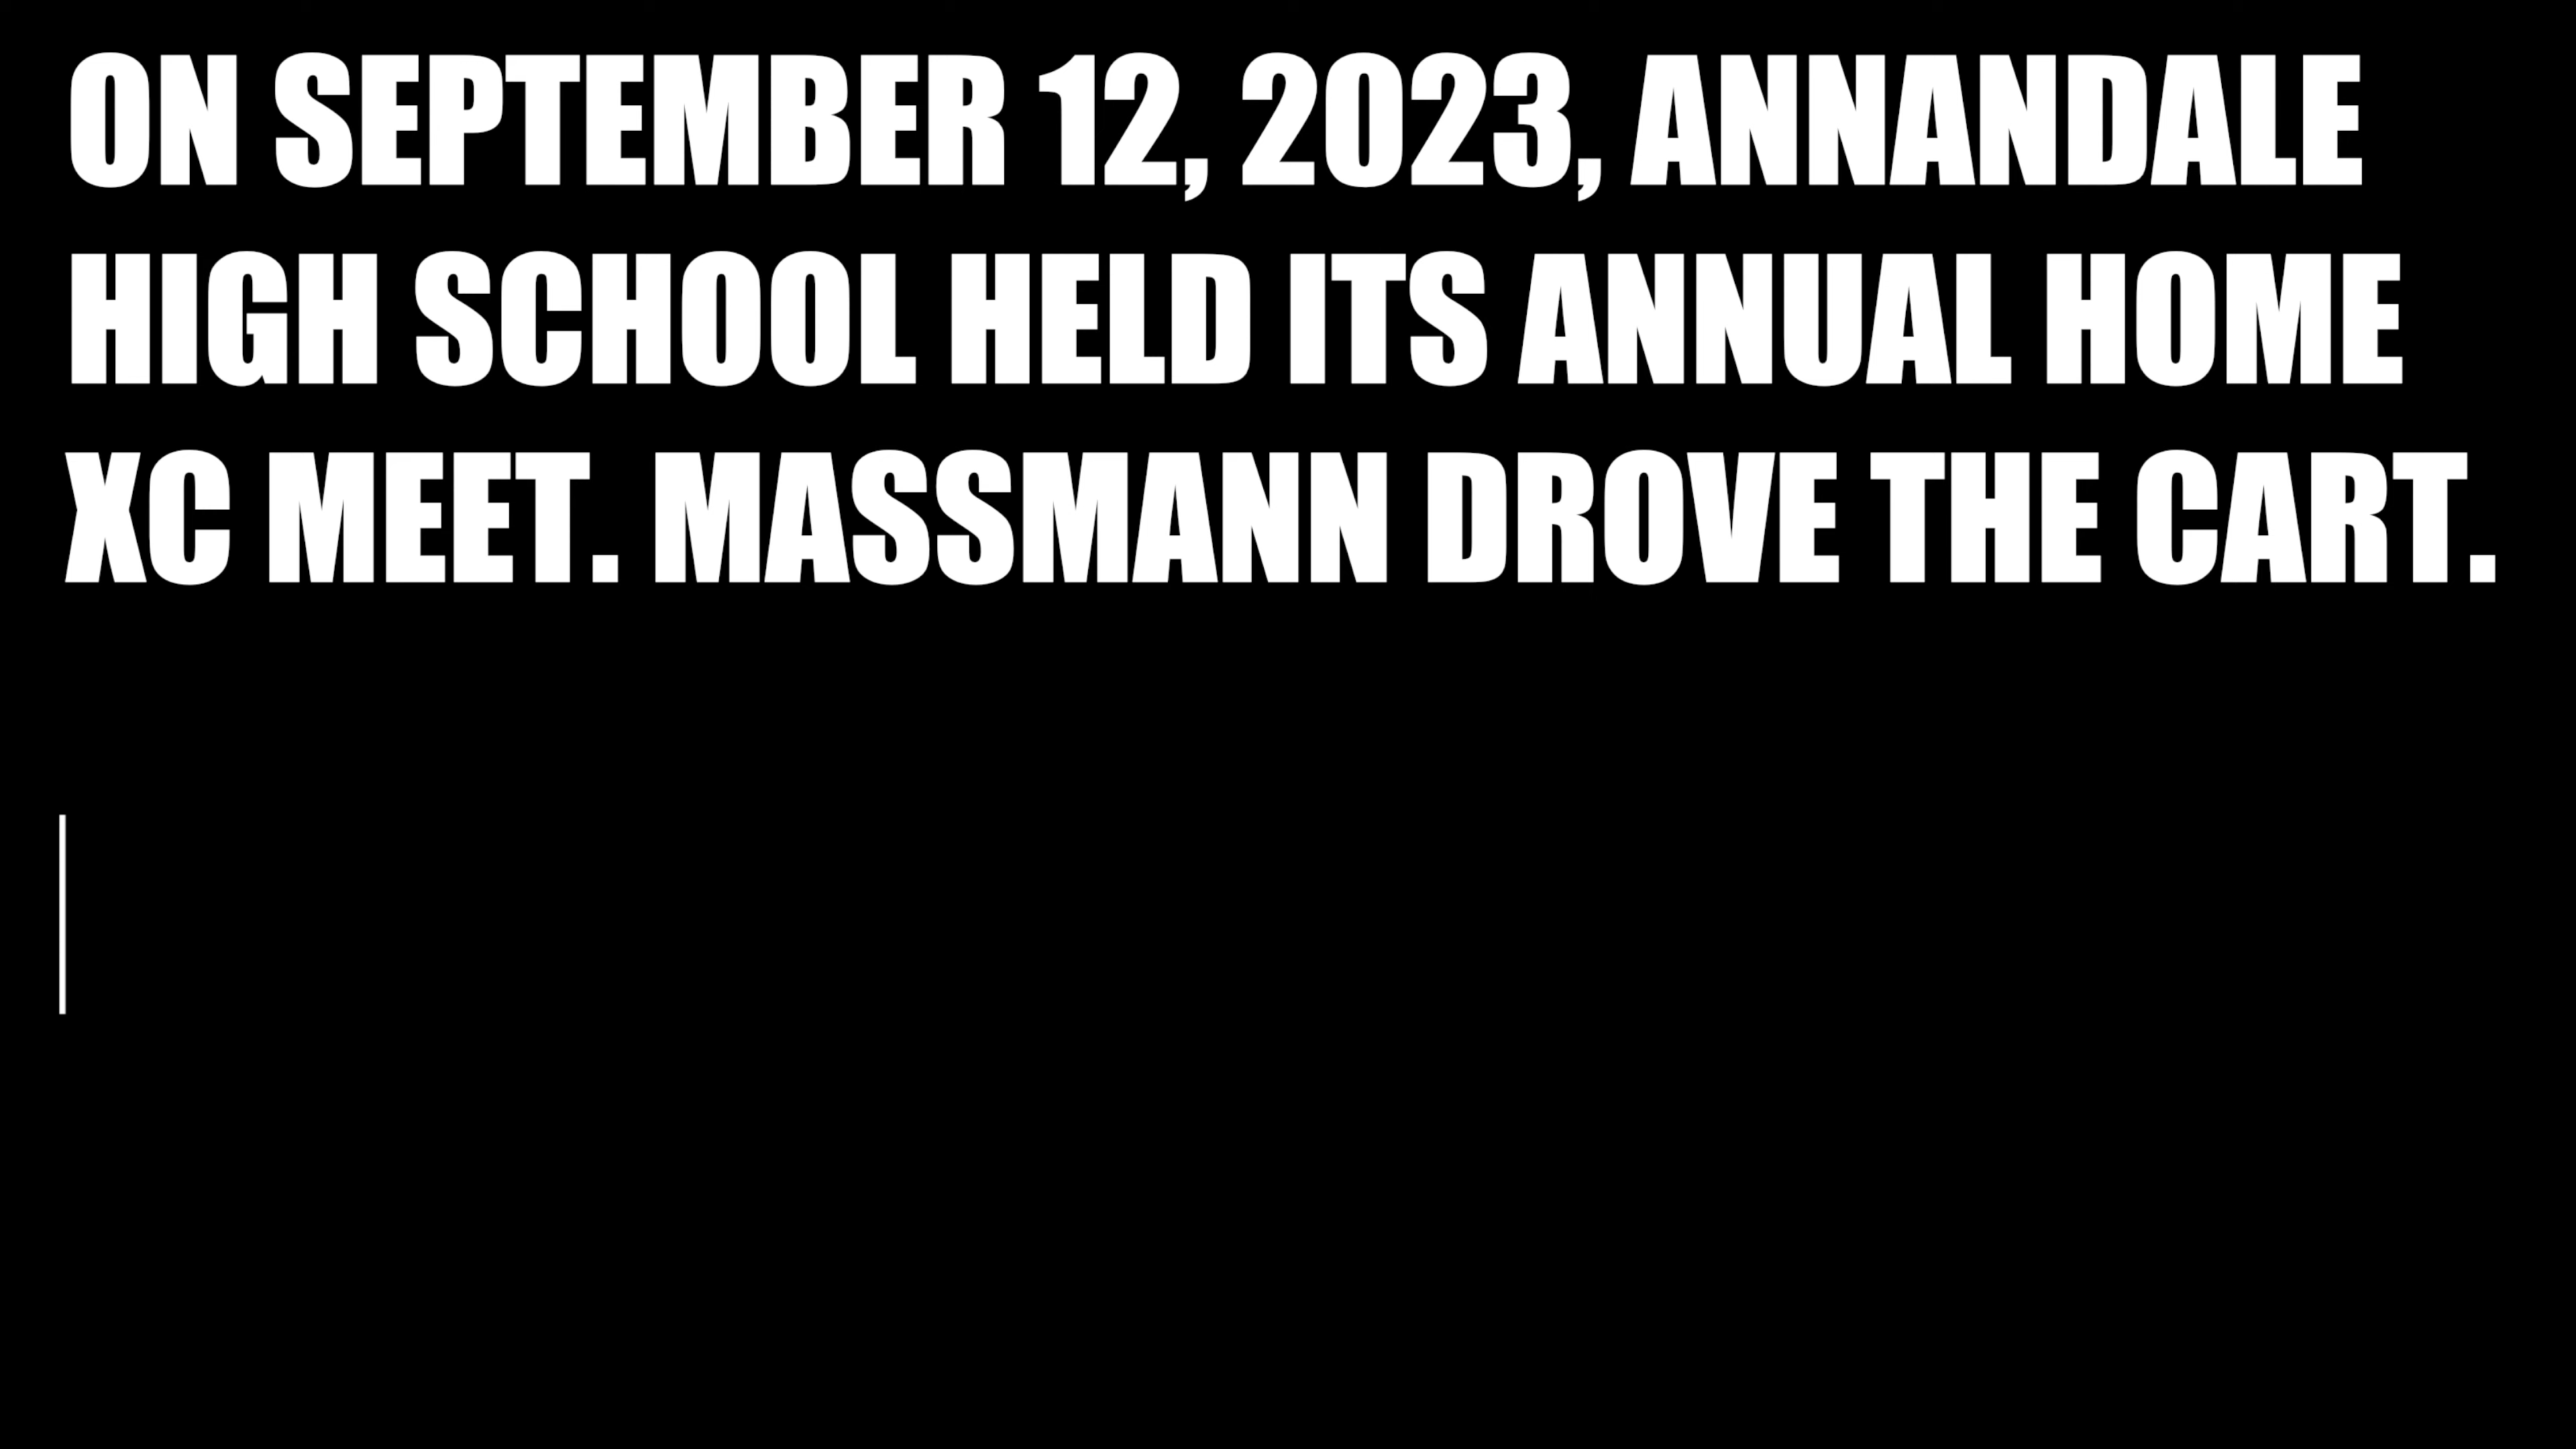 ON SEPTEMBER 12, 2023, ANNANDALE
HIGH SCHOOL HELD ITS ANNUAL HOME
XC MEET. MASSMANN DROVE THE CART.